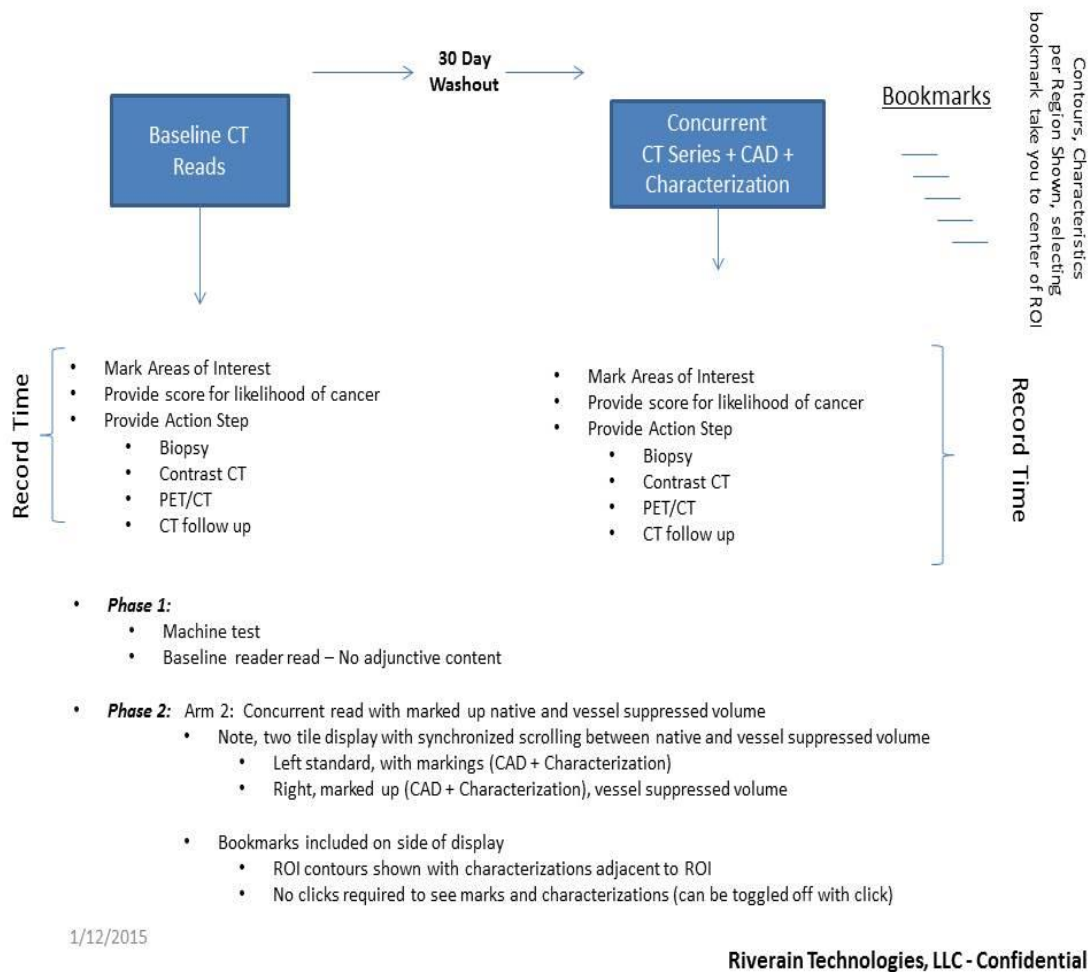 30 Day
Washout
Baseline CT
Reads
Concurrent
CT Series + CAD +
Characterization
Bookmarks
Contours, Characteristics
per Region Shown, selecting
bookmark take you to center of ROI
Record Time
• Mark Areas of Interest
• Provide score for likelihood of cancer
• Provide Action Step
• Biopsy
• Contrast CT
• PET/CT
• CT follow up
• Mark Areas of Interest
• Provide score for likelihood of cancer
• Provide Action Step
• Biopsy
• Contrast CT
• PET/CT
• CT follow up
Record Time
• Phase 1:
• Machine test
• Baseline reader read – No adjunctive content
• Phase 2: Arm 2: Concurrent read with marked up native and vessel suppressed volume
• Note, two tile display with synchronized scrolling between native and vessel suppressed volume
• Left standard, with markings (CAD + Characterization)
• Right, marked up (CAD + Characterization), vessel suppressed volume
• Bookmarks included on side of display
• ROI contours shown with characterizations adjacent to ROI
• No clicks required to see marks and characterizations (can be toggled off with click)
1/12/2015
Riverain Technologies, LLC - Confidential